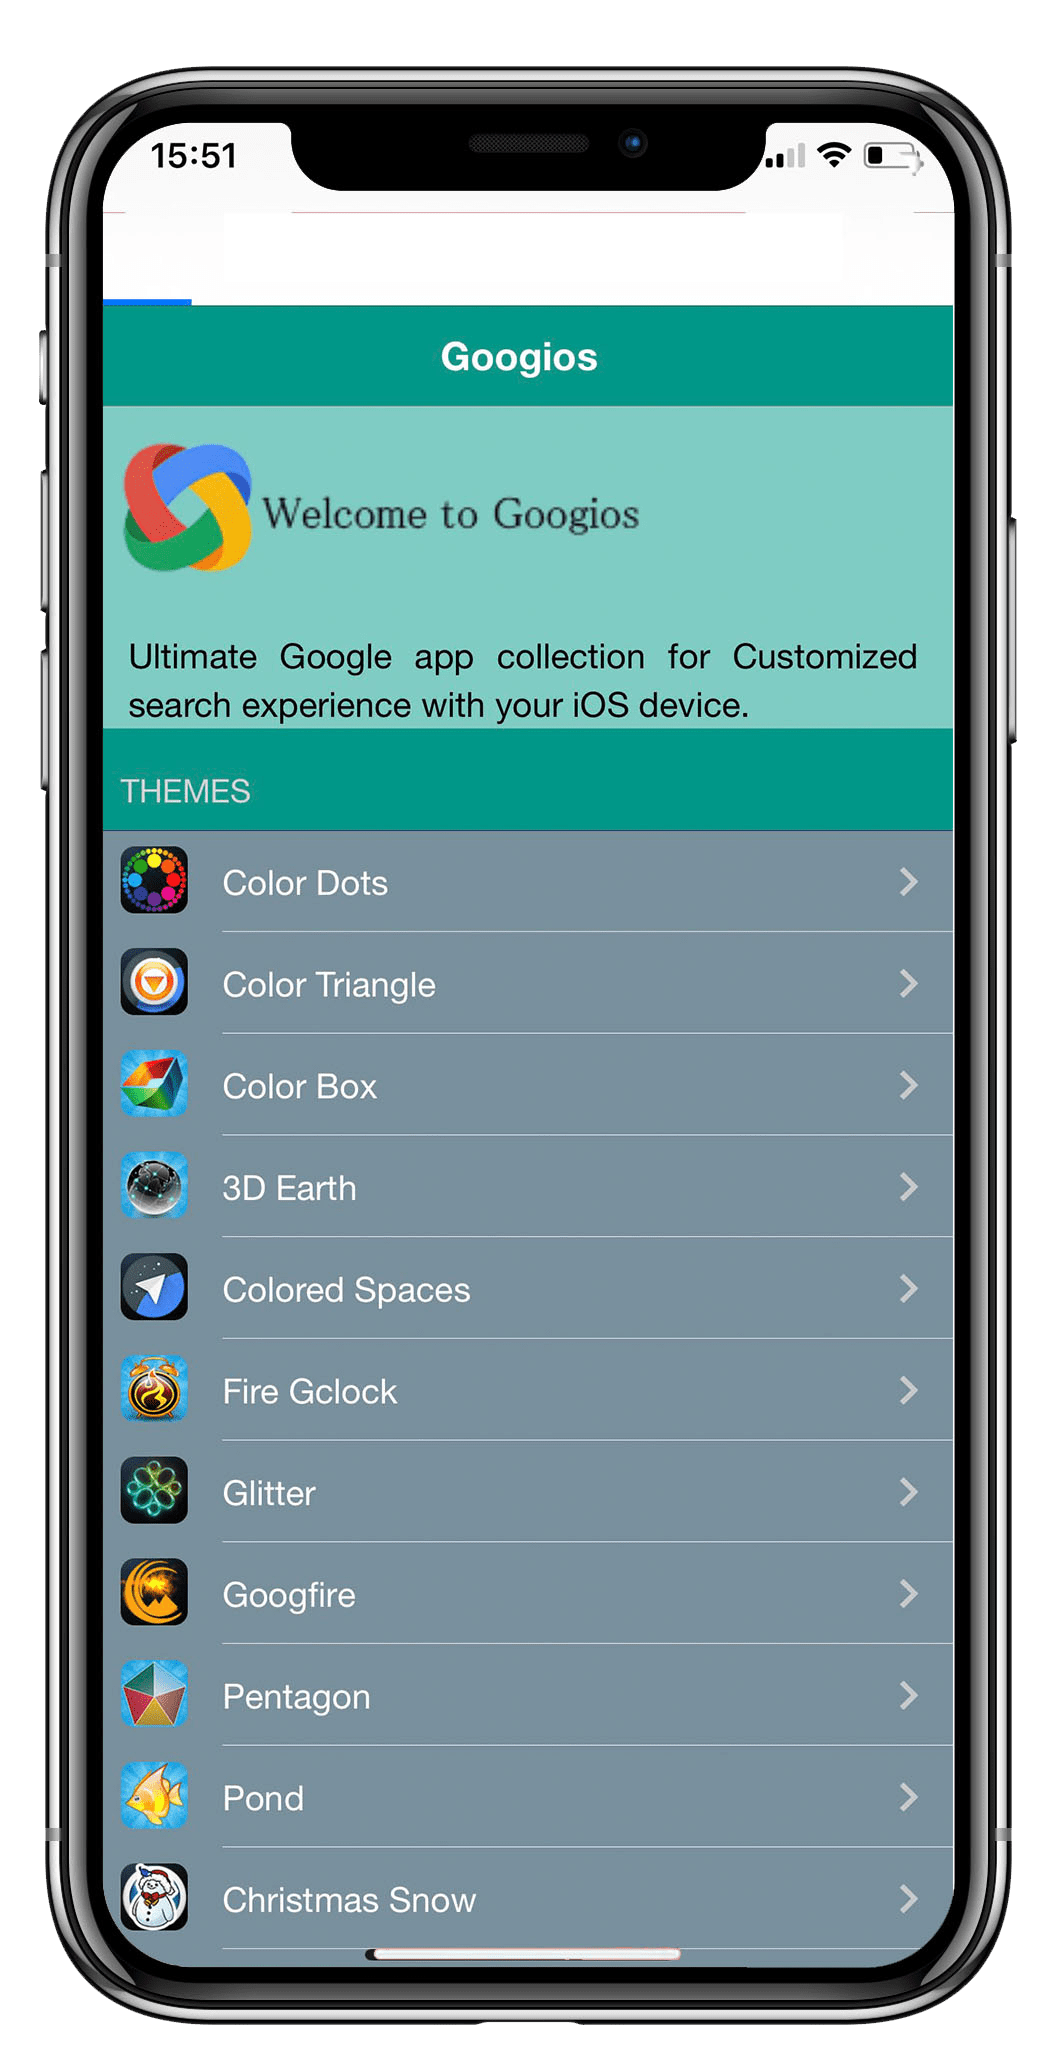 15:51
Googios
Welcome to Googios
Ultimate Google app collection for Customized
search experience with your iOS device.
THEMES
Color Dots
Color Triangle
Color Box
3D Earth
Colored Spaces
Fire Gclock
Glitter
Googfire
Pentagon
Pond
Christmas Snow